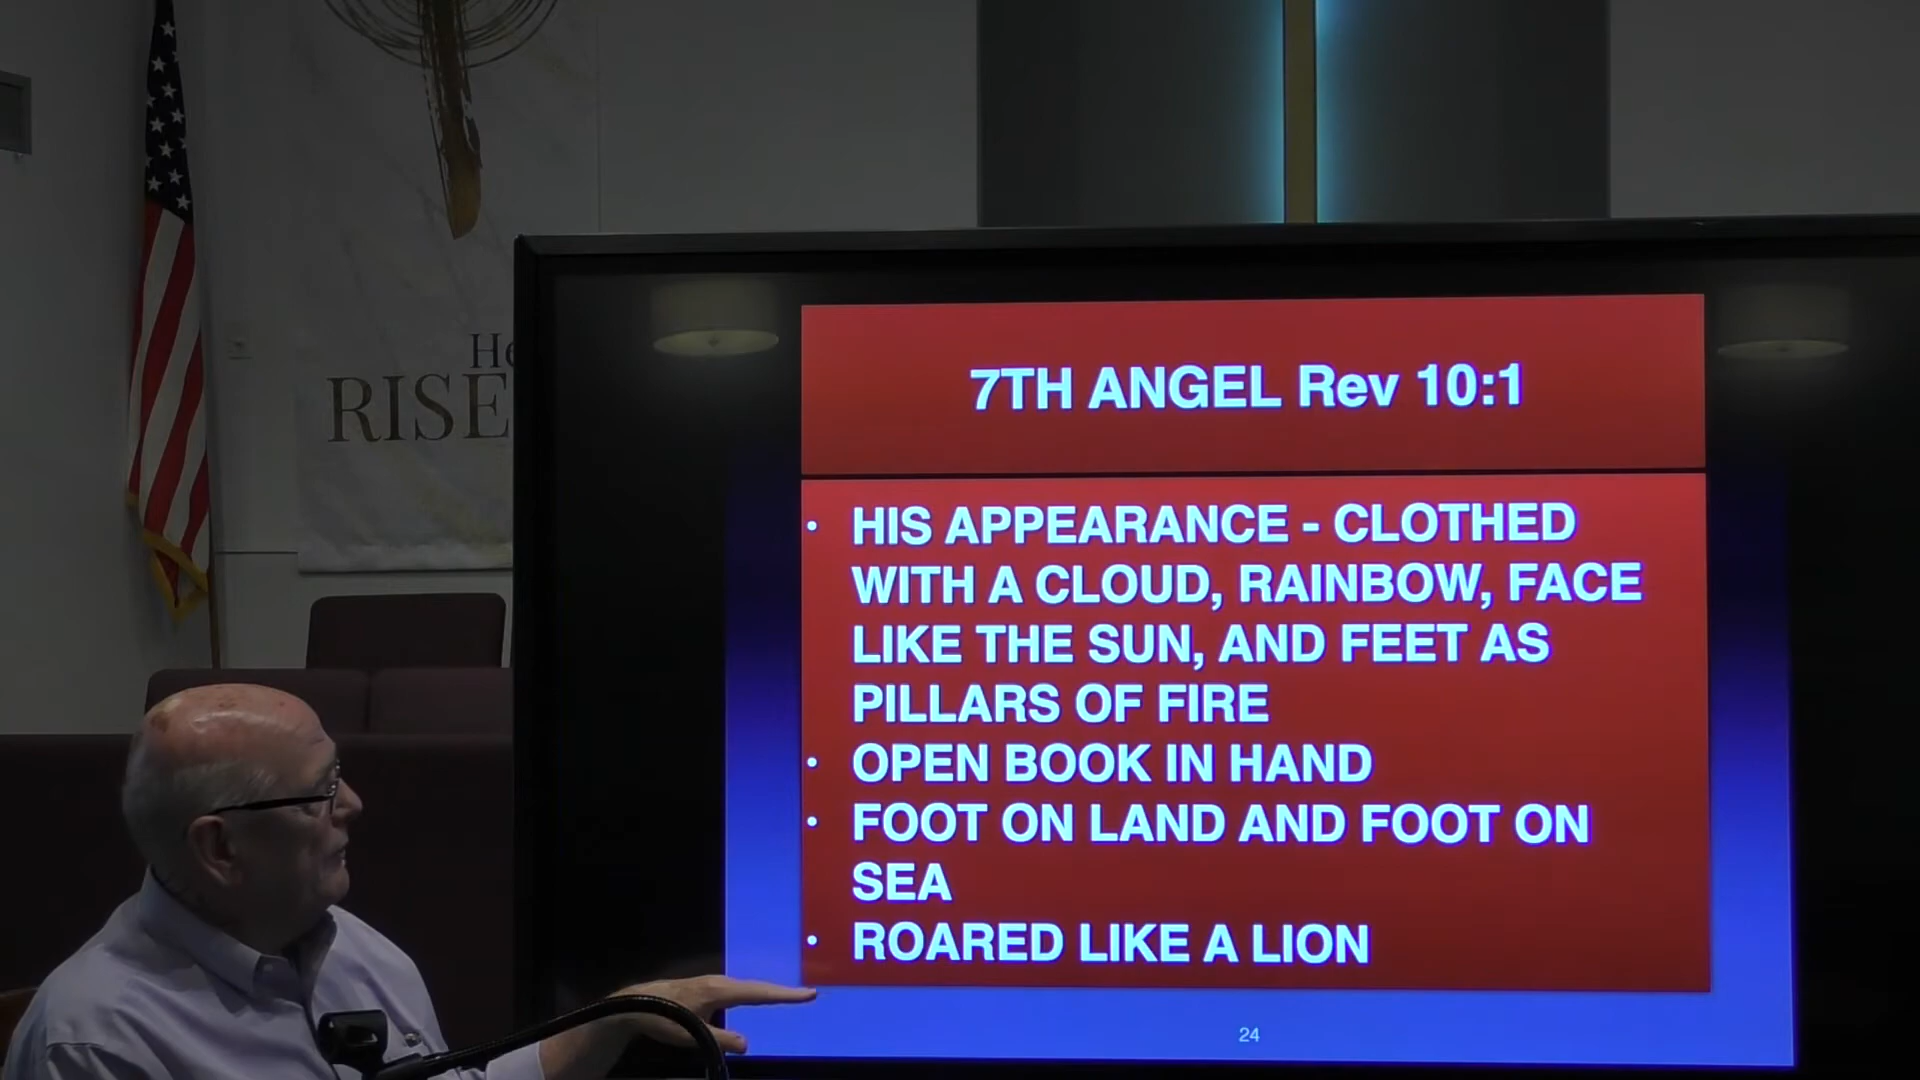 He
RISE
7TH ANGEL Rev 10:1
• HIS APPEARANCE - CLOTHED
WITH A CLOUD, RAINBOW, FACE
LIKE THE SUN, AND FEET AS
PILLARS OF FIRE
• OPEN BOOK IN HAND
• FOOT ON LAND AND FOOT ON
SEA
• ROARED LIKE A LION
24